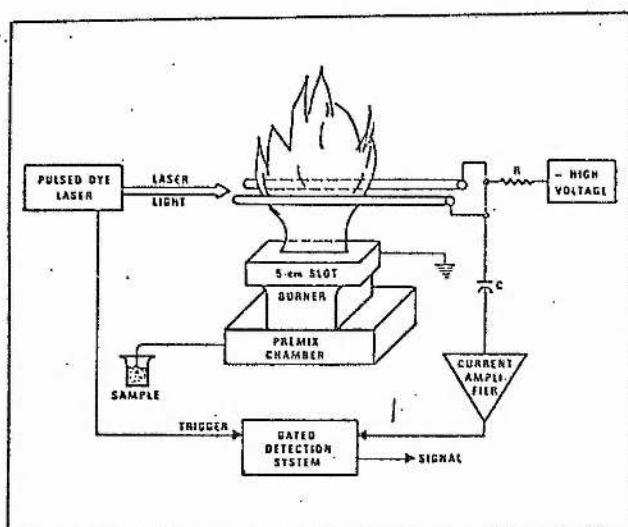 PULSED DYE
LASER
LASER
LIGHT
R
- HIGH
VOLTAGE
5-cm SLOT
BURNER
PREMIX
CHAMBER
SAMPLE
C
CURRENT
AMPLI-
FIER
TRIGGER
GATED
DETECTION
SYSTEM
SIGNAL